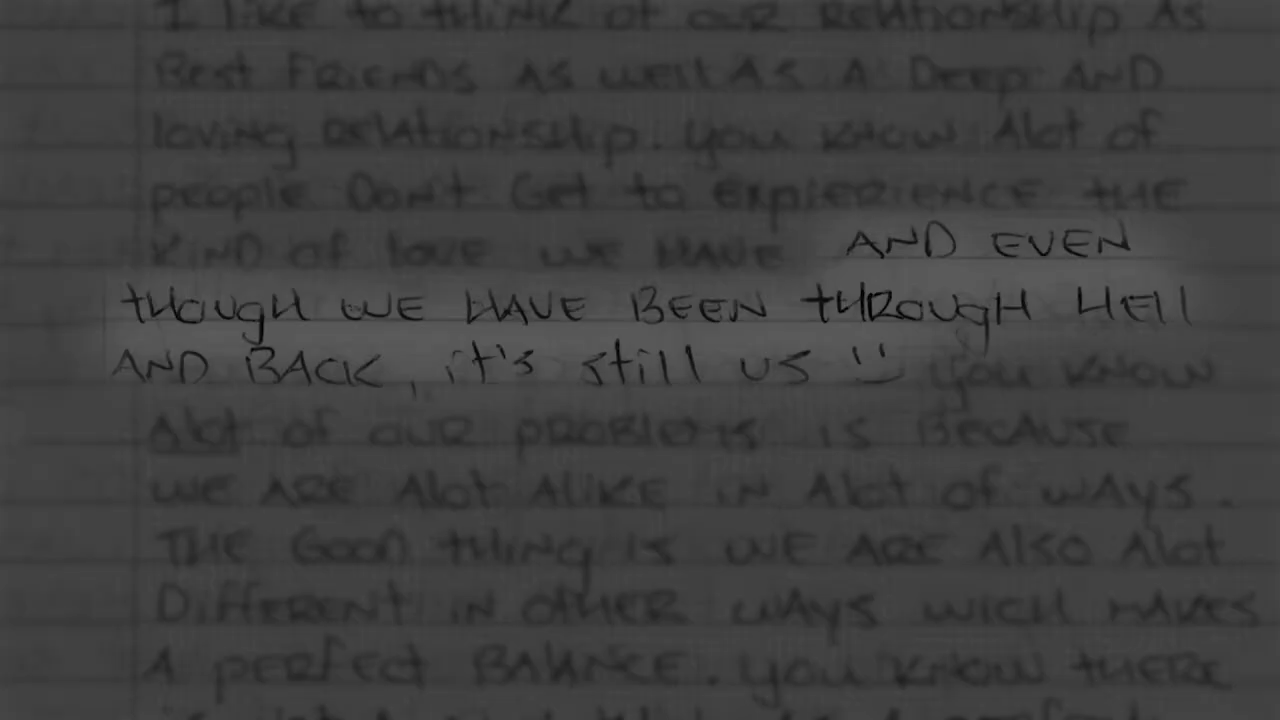 I like to think of our Relationship As
Best Friends As well As A Deep AND
loving Relationship. you know Alot of
people Don't Get to Expierience the
KIND of love we HAVE AND EVEN
though WE HAVE BEEN through HEll
AND BACK, it's still us :)
you know
Alot of our problems is Because
we ARE Alot Alike in Alot of ways.
THE GOOD thing is WE ARE Also Alot
Different in other ways wich MAKES
A perfect BAlANCE. you know there